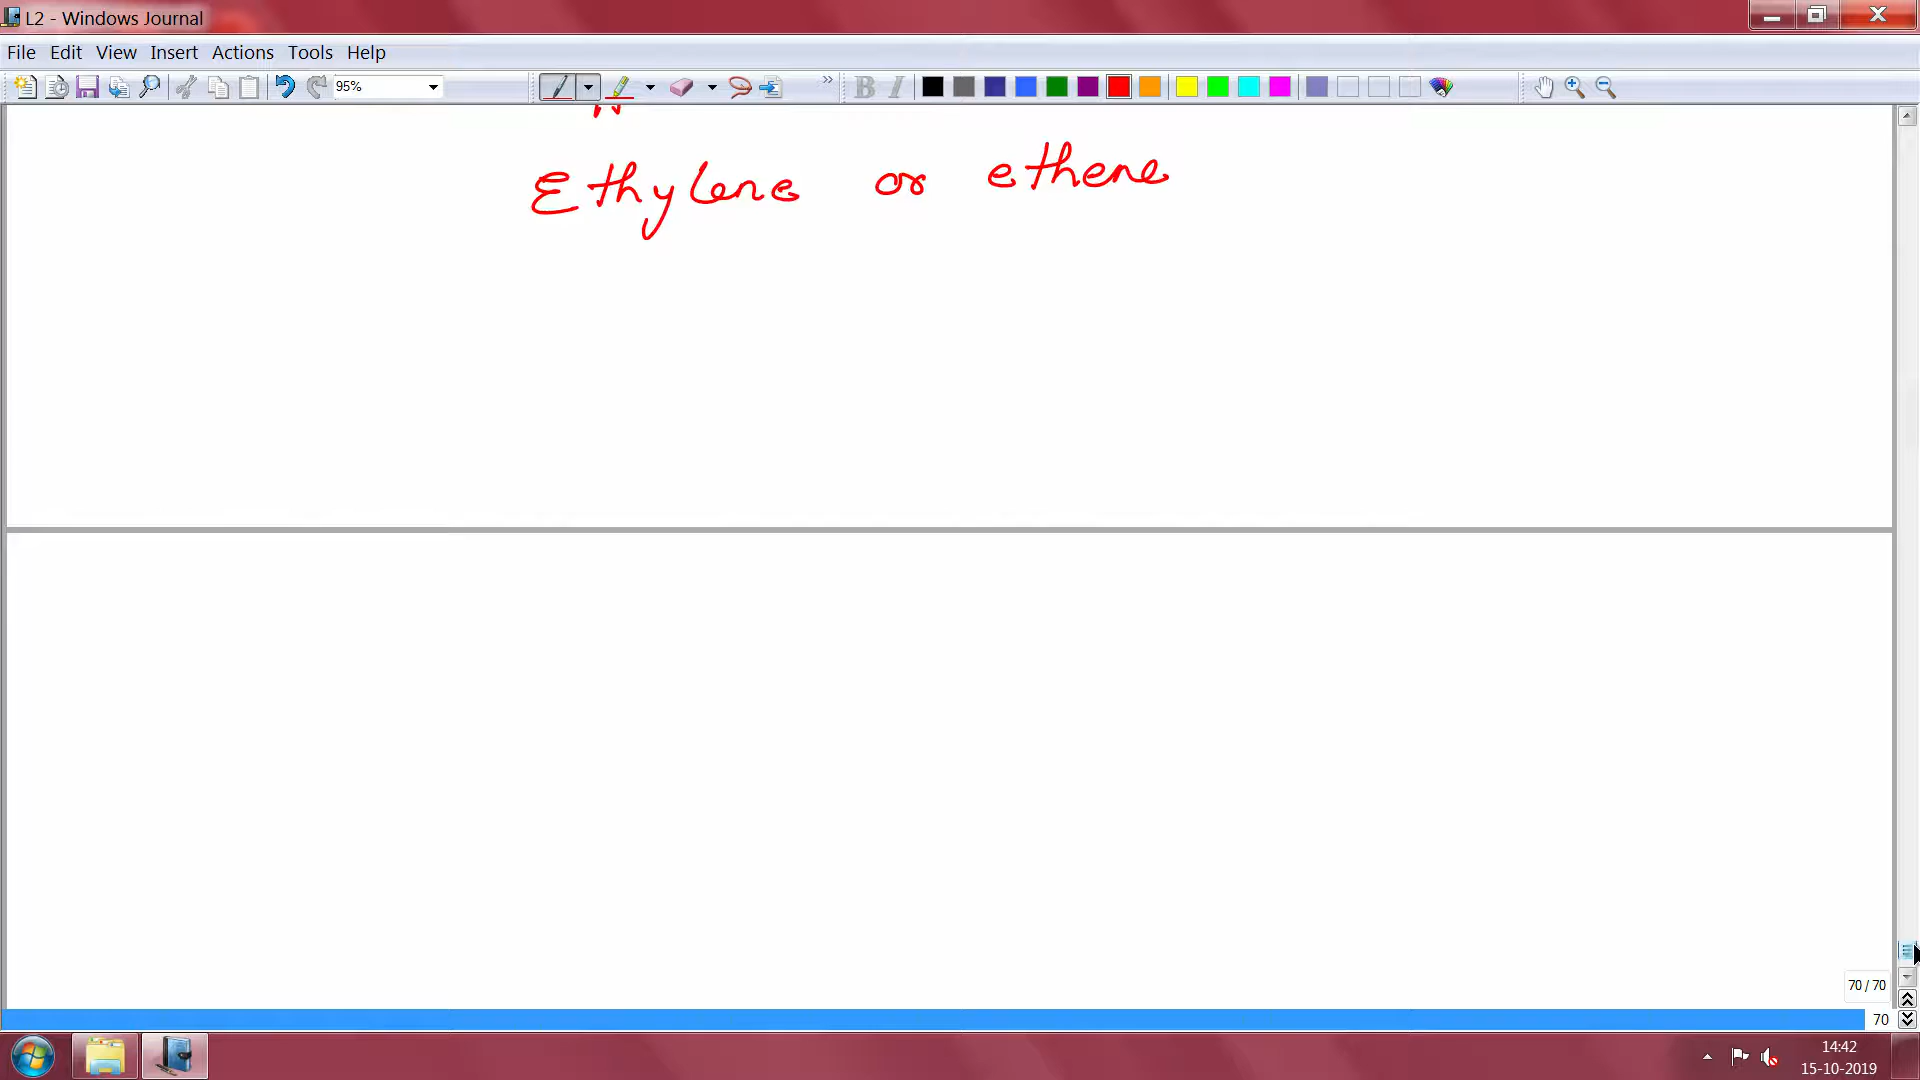 L2 - Windows Journal
File Edit View Insert Actions Tools Help
95%
B I
Ethylene or ethene
70 / 70
70
14:42
15-10-2019